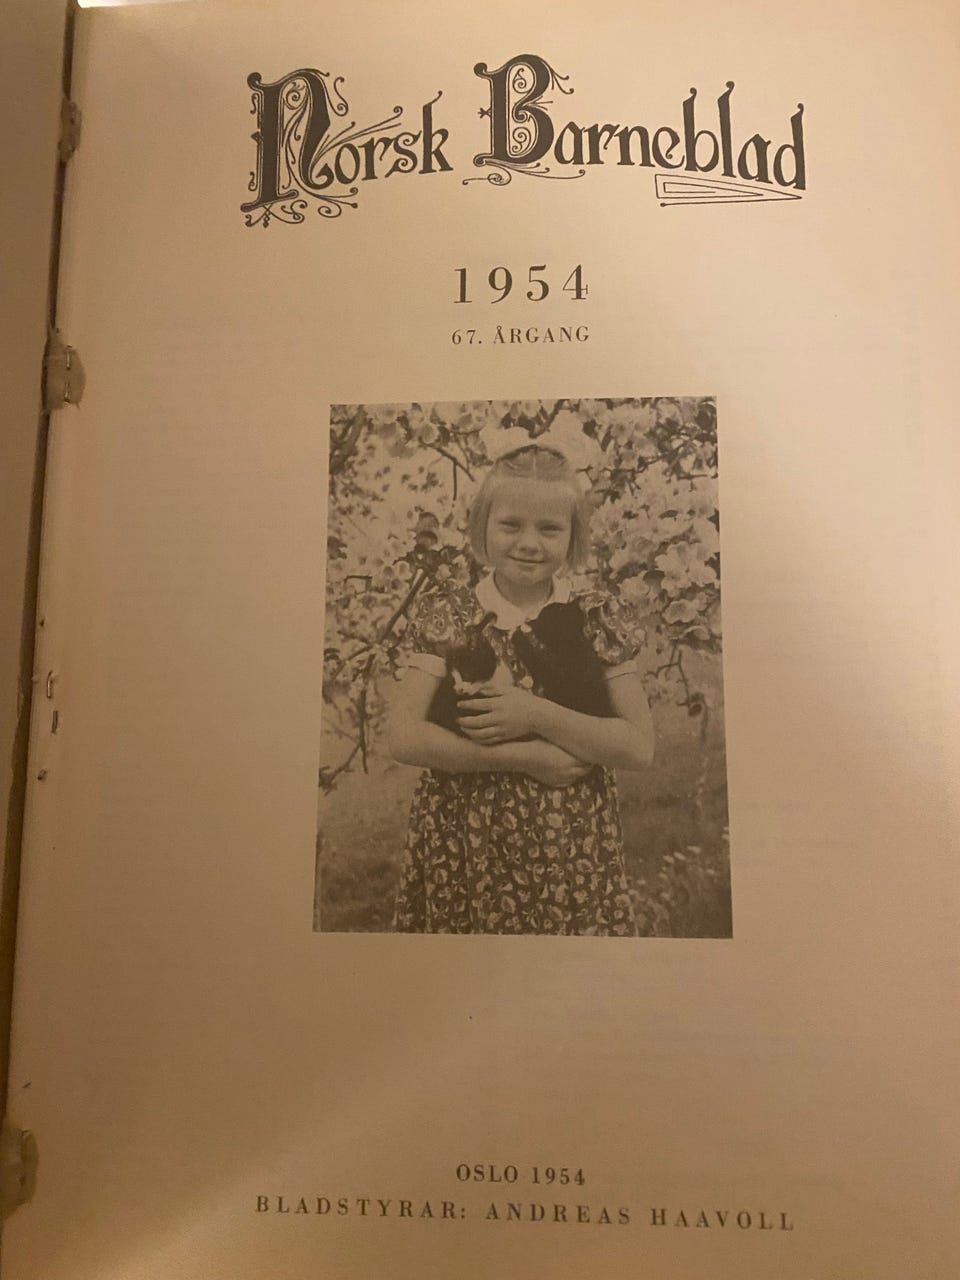 Norsk Barneblad
1954
67. ÅRGANG
OSLO 1954
BLADSTYRAR: ANDREAS HAAVOLL